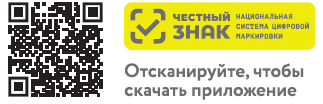 ЧЕСТНЫЙ
ЗНАК
НАЦИОНАЛЬНАЯ
СИСТЕМА ЦИФРОВОЙ
МАРКИРОВКИ
Отсканируйте, чтобы
скачать приложение